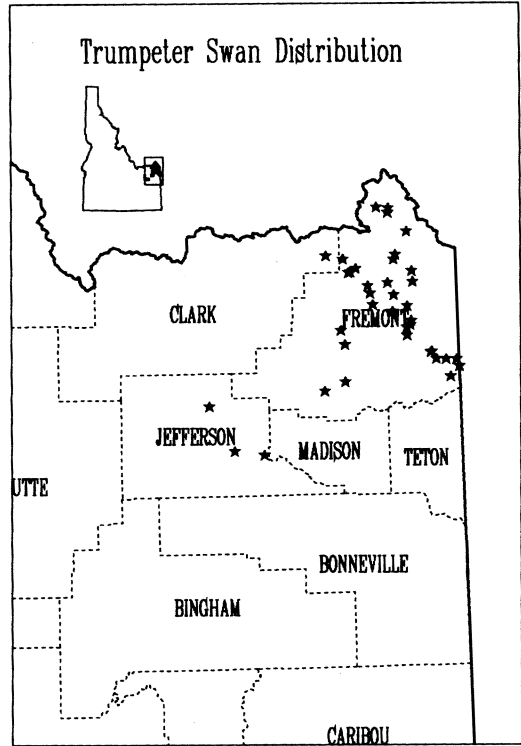 Trumpeter Swan Distribution
CLARK
FREMONT
JEFFERSON
MADISON
TETON
UTTE
BONNEVILLE
BINGHAM
CARIBOU